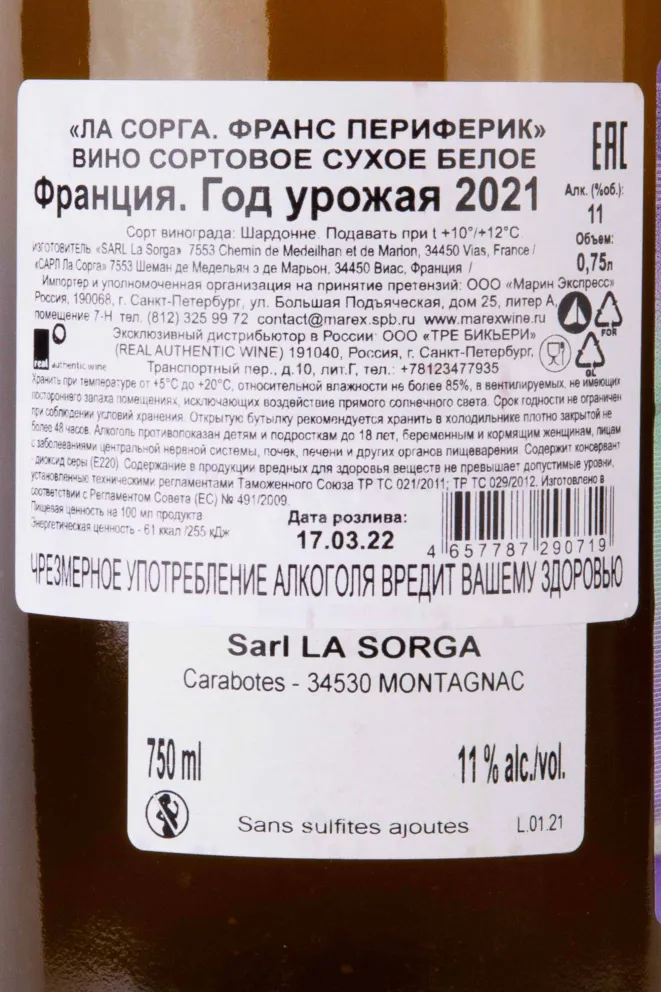 «ЛА СОРГА. ФРАНС ПЕРИФЕРИК»
ВИНО СОРТОВОЕ СУХОЕ БЕЛОЕ
Франция. Год урожая 2021
EAC
Алк. (%об.):
11
Объем:
0,75л
Сорт винограда: Шардонне. Подавать при t +10°/+12°C
изготовитель «SARL La Sorga» 7553 Chemin de Medeilhan et de Marion, 34450 Vias, France /
«САРЛ Ла Сорга» 7553 Шеман де Медельян э де Марьон, 34450 Виас, Франция /
Импортер и уполномоченная организация на принятие претензий: ООО «Марин Экспресс»
Россия, 190068, г. Санкт-Петербург, ул. Большая Подъяческая, дом 25, литер А,
помещение 7-Н тел. (812) 325 99 72 contact@marex.spb.ru www.marexwine.ru
Эксклюзивный дистрибьютор в России: ООО «ТРЕ БИКЬЕРИ»
(REAL AUTHENTIC WINE) 191040, Россия, г. Санкт-Петербург,
Транспортный пер., д.10, лит.Г, тел.: +78123477935
real authentic wine
FOR
GL
Хранить при температуре от +5°C до +20°C, относительной влажности не более 85%, в вентилируемых, не имеющих
постороннего запаха помещениях, исключающих воздействие прямого солнечного света. Срок годности не ограничен
при соблюдении условий хранения. Открытую бутылку рекомендуется хранить в холодильнике плотно закрытой не
более 48 часов. Алкоголь противопоказан детям и подросткам до 18 лет, беременным и кормящим женщинам, лицам
с заболеваниями центральной нервной системы, почек, печени и других органов пищеварения. Содержит консервант
- диоксид серы (E220). Содержание в продукции вредных для здоровья веществ не превышает допустимые уровни,
установленные техническими регламентами Таможенного Союза ТР ТС 021/2011; ТР ТС 029/2012. Изготовлено в
соответствии с Регламентом Совета (ЕС) № 491/2009.
Пищевая ценность на 100 мл продукта
Энергетическая ценность - 61 ккал /255 кДж
Дата розлива:
17.03.22
4 657787 290719
ЧРЕЗМЕРНОЕ УПОТРЕБЛЕНИЕ АЛКОГОЛЯ ВРЕДИТ ВАШЕМУ ЗДОРОВЬЮ
Sarl LA SORGA
Carabotes - 34530 MONTAGNAC
750 ml
11 % alc./vol.
Sans sulfites ajoutes
L.01.21